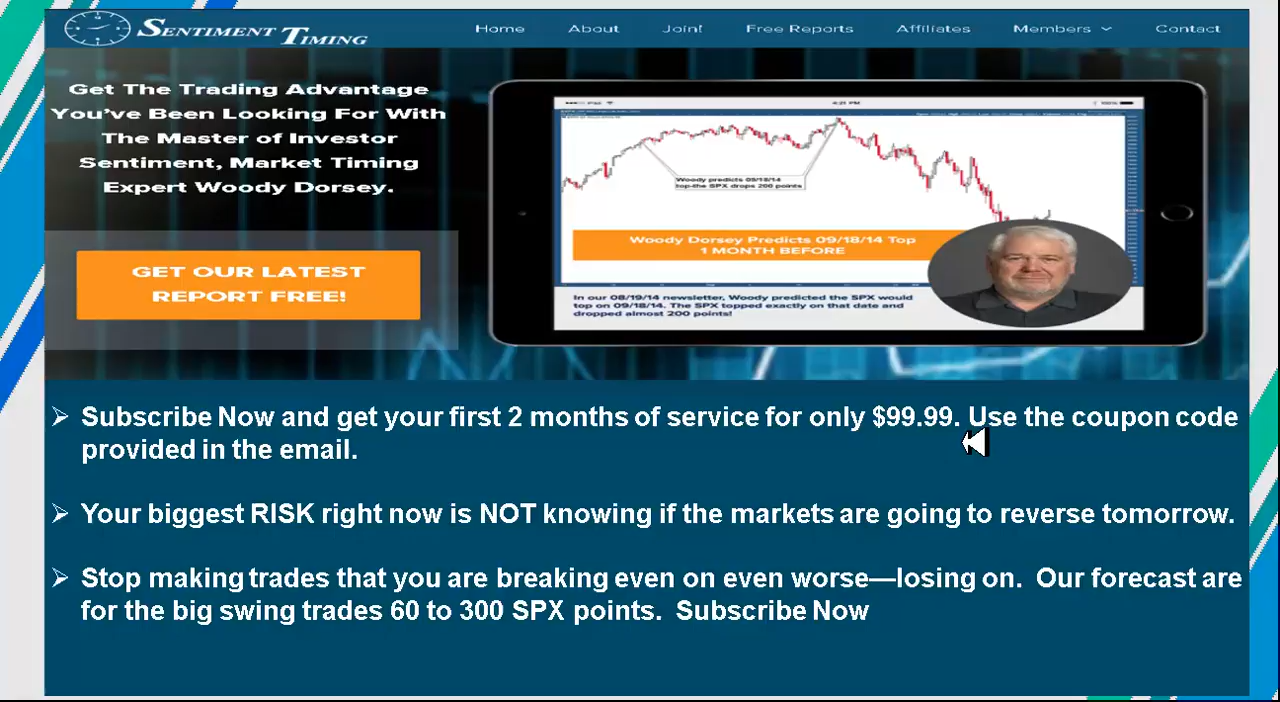 SENTIMENT TIMING
Home About Join! Free Reports Affiliates Members Contact
Get The Trading Advantage
You've Been Looking For With
The Master of Investor
Sentiment, Market Timing
Expert Woody Dorsey.
GET OUR LATEST
REPORT FREE!
4:21 PM
100%
Woody predicts 09/18/14
top-the SPX drops 200 points
Woody Dorsey Predicts 09/18/14 Top
1 MONTH BEFORE
In our 08/19/14 newsletter, Woody predicted the SPX would
top on 09/18/14. The SPX topped exactly on that date and
dropped almost 200 points!
Subscribe Now and get your first 2 months of service for only $99.99. Use the coupon code
provided in the email.
Your biggest RISK right now is NOT knowing if the markets are going to reverse tomorrow.
Stop making trades that you are breaking even on even worse—losing on. Our forecast are
for the big swing trades 60 to 300 SPX points. Subscribe Now